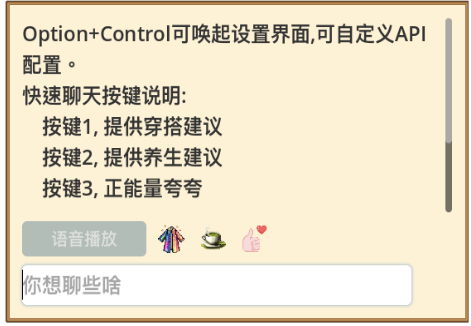 Option+Control可唤起设置界面,可自定义API
配置。
快速聊天按键说明:
按键1, 提供穿搭建议
按键2, 提供养生建议
按键3, 正能量夸夸
语音播放
你想聊些啥